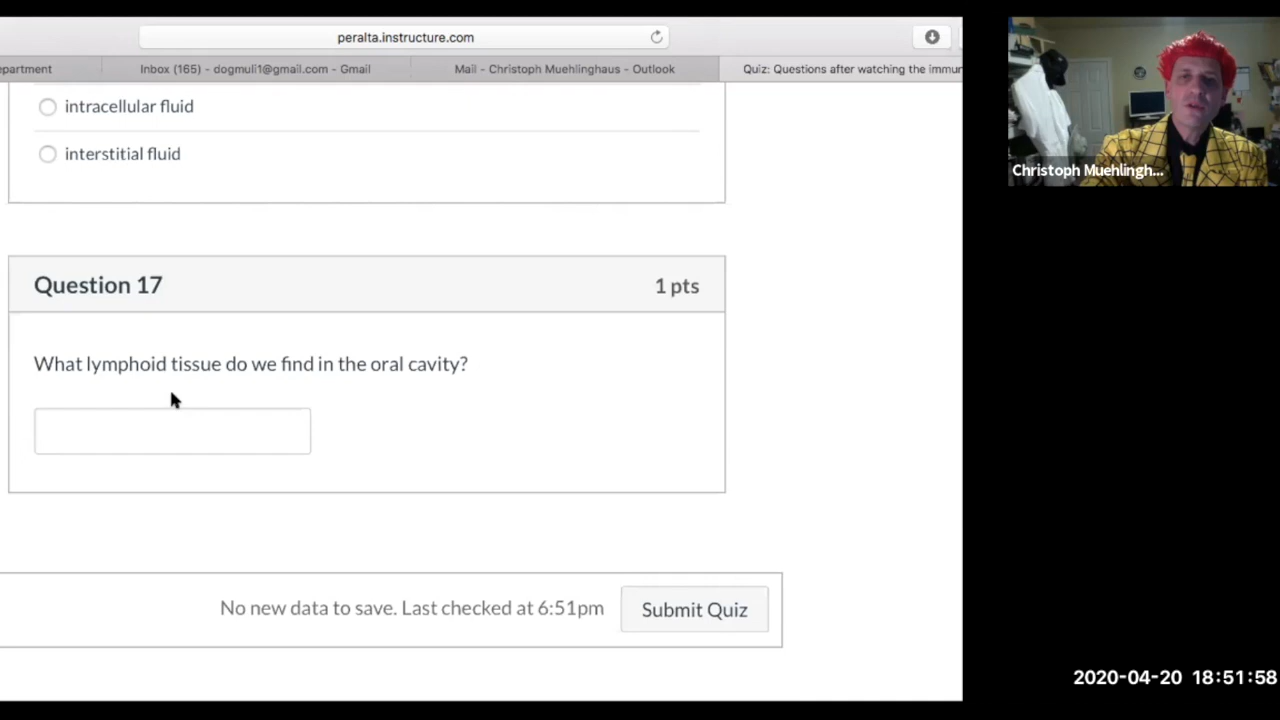 peralta.instructure.com
epartment
Inbox (165) - dogmuli1@gmail.com - Gmail
Mail - Christoph Muehlinghaus - Outlook
Quiz: Questions after watching the immun
intracellular fluid
interstitial fluid
Christoph Muehlingh...
Question 17
1 pts
What lymphoid tissue do we find in the oral cavity?
No new data to save. Last checked at 6:51pm
Submit Quiz
2020-04-20 18:51:58